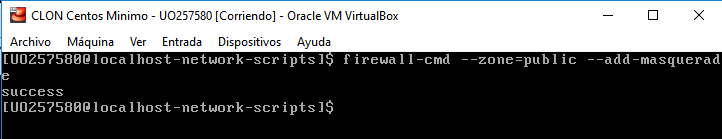 CLON Centos Minimo - UO257580 [Corriendo] - Oracle VM VirtualBox
Archivo Máquina Ver Entrada Dispositivos Ayuda
[UO257580@localhost-network-scripts]$ firewall-cmd --zone=public --add-masquerad
e
success
[UO257580@localhost-network-scripts]$